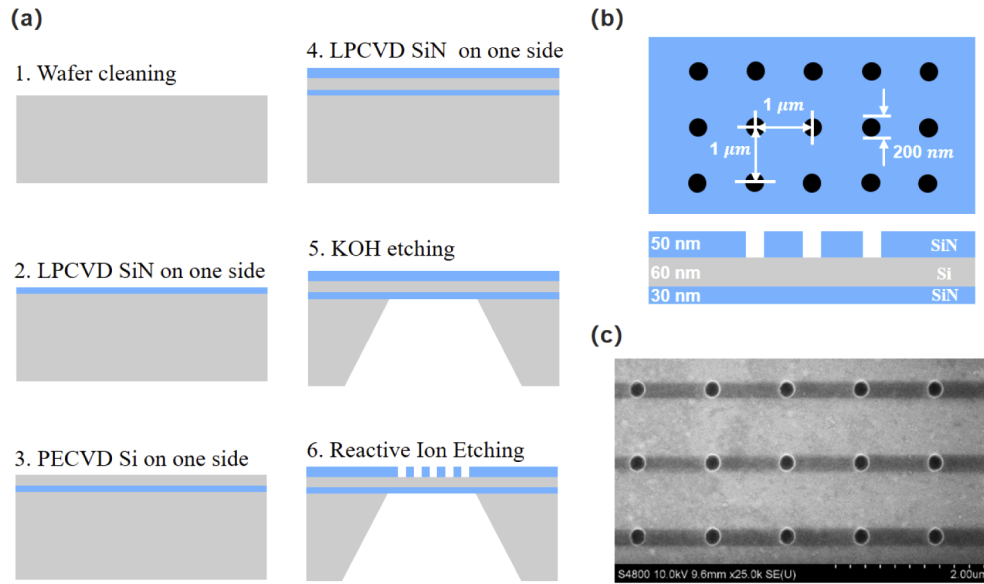 (a)
1. Wafer cleaning
2. LPCVD SiN on one side
3. PECVD Si on one side
4. LPCVD SiN on one side
5. KOH etching
6. Reactive Ion Etching
(b)
1 μm
1 μm
200 nm
50 nm SiN
60 nm Si
30 nm SiN
(c)
S4800 10.0kV 9.6mm x25.0k SE(U) 2.00um